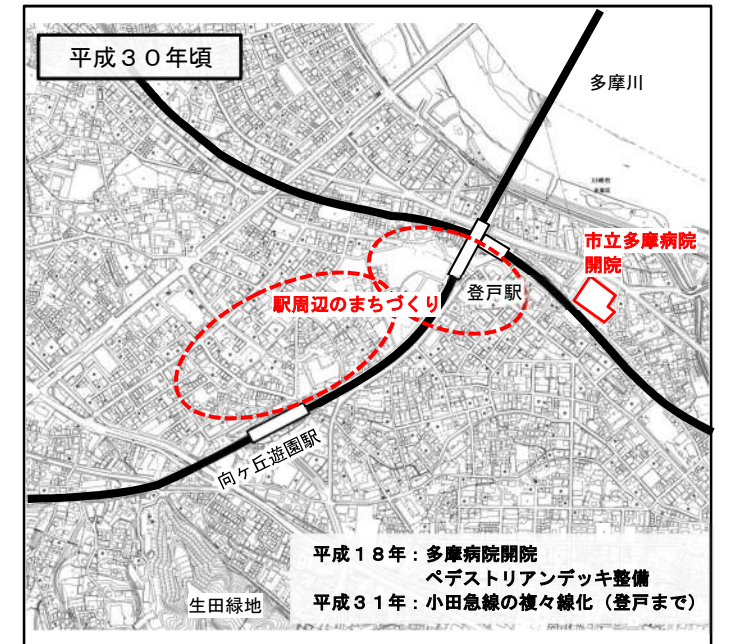 平成３０年頃
多摩川
市立多摩病院
開院
登戸駅
駅周辺のまちづくり
向ヶ丘遊園駅
平成１８年：多摩病院開院
ペデストリアンデッキ整備
平成３１年：小田急線の複々線化（登戸まで）
生田緑地